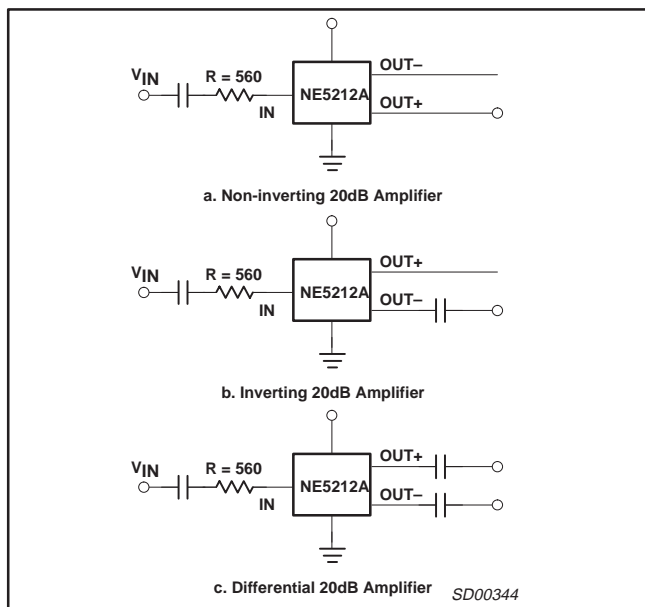 OUT–
VIN
R = 560
NE5212A
IN
OUT+
a. Non-inverting 20dB Amplifier
OUT+
VIN
R = 560
NE5212A
IN
OUT–
b. Inverting 20dB Amplifier
OUT+
VIN
R = 560
NE5212A
IN
OUT–
c. Differential 20dB Amplifier
SD00344